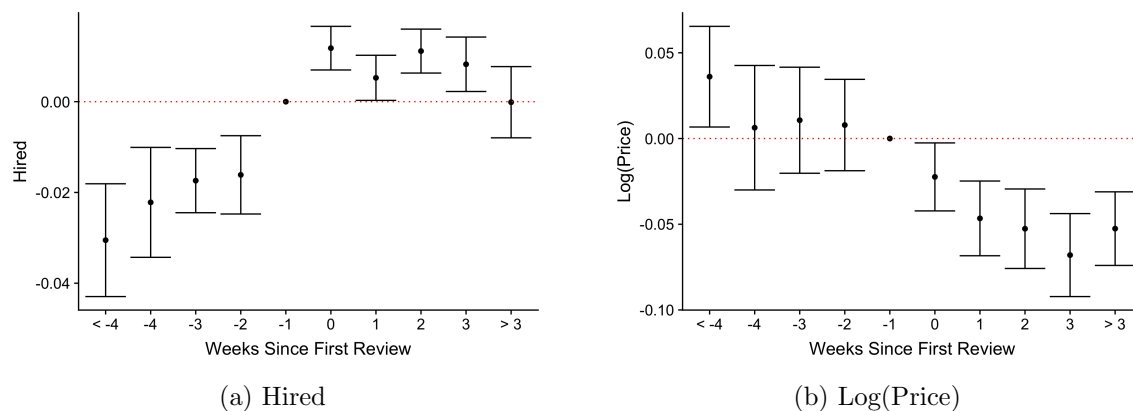 Hired
0.00
-0.02
-0.04
< -4 -4 -3 -2 -1 0 1 2 3 > 3
Weeks Since First Review
(a) Hired
Log(Price)
0.05
0.00
-0.05
-0.10
< -4 -4 -3 -2 -1 0 1 2 3 > 3
Weeks Since First Review
(b) Log(Price)